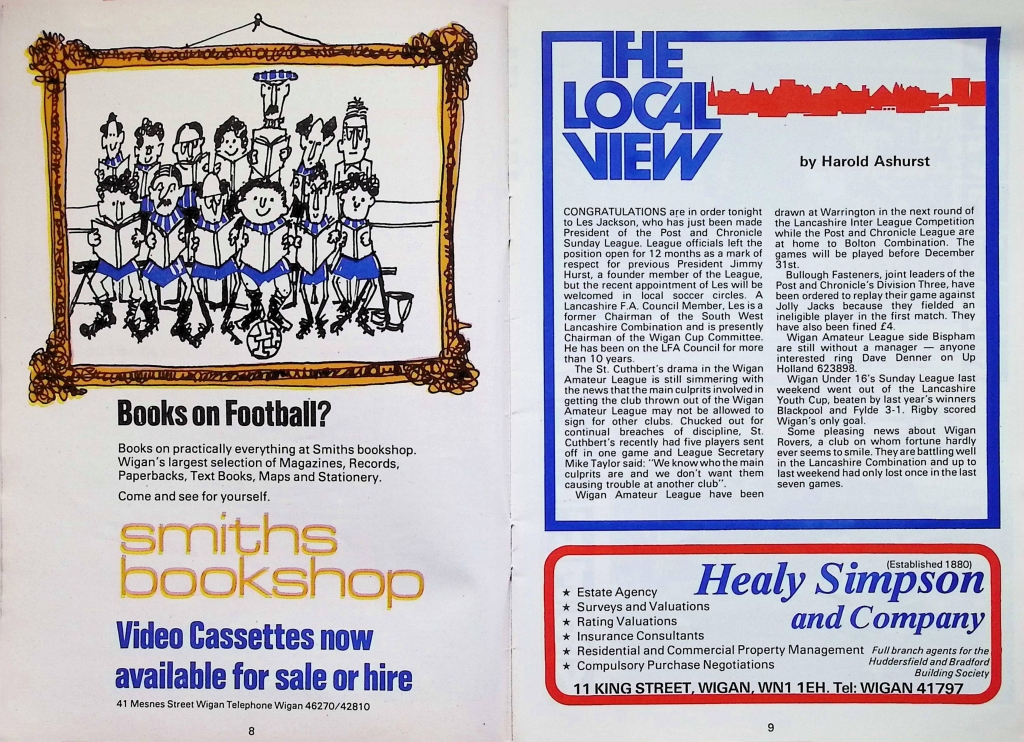 Books on Football?
Books on practically everything at Smiths bookshop.
Wigan's largest selection of Magazines, Records,
Paperbacks, Text Books, Maps and Stationery.
Come and see for yourself.
smiths
bookshop
Video Cassettes now
available for sale or hire
41 Mesnes Street Wigan Telephone Wigan 46270/42810
8
THE
LOCAL
VIEW
by Harold Ashurst
CONGRATULATIONS are in order tonight
to Les Jackson, who has just been made
President of the Post and Chronicle
Sunday League. League officials left the
position open for 12 months as a mark of
respect for previous President Jimmy
Hurst, a founder member of the League,
but the recent appointment of Les will be
welcomed in local soccer circles. A
Lancashire F.A. Council Member, Les is a
former Chairman of the South West
Lancashire Combination and is presently
Chairman of the Wigan Cup Committee.
He has been on the LFA Council for more
than 10 years.
The St. Cuthbert's drama in the Wigan
Amateur League is still simmering with
the news that the main culprits involved in
getting the club thrown out of the Wigan
Amateur League may not be allowed to
sign for other clubs. Chucked out for
continual breaches of discipline, St.
Cuthbert's recently had five players sent
off in one game and League Secretary
Mike Taylor said: "We know who the main
culprits are and we don't want them
causing trouble at another club".
Wigan Amateur League have been
drawn at Warrington in the next round of
the Lancashire Inter League Competition
while the Post and Chronicle League are
at home to Bolton Combination. The
games will be played before December
31st.
Bullough Fasteners, joint leaders of the
Post and Chronicle's Division Three, have
been ordered to replay their game against
Jolly Jacks because they fielded an
ineligible player in the first match. They
have also been fined £4.
Wigan Amateur League side Bispham
are still without a manager — anyone
interested ring Dave Denner on Up
Holland 623898.
Wigan Under 16's Sunday League last
weekend went out of the Lancashire
Youth Cup, beaten by last year's winners
Blackpool and Fylde 3-1. Rigby scored
Wigan's only goal.
Some pleasing news about Wigan
Rovers, a club on whom fortune hardly
ever seems to smile. They are battling well
in the Lancashire Combination and up to
last weekend had only lost once in the last
seven games.
(Established 1880)
Healy Simpson
and Company
★ Estate Agency
★ Surveys and Valuations
★ Rating Valuations
★ Insurance Consultants
★ Residential and Commercial Property Management
★ Compulsory Purchase Negotiations
Full branch agents for the
Huddersfield and Bradford
Building Society
11 KING STREET, WIGAN, WN1 1EH. Tel: WIGAN 41797
9